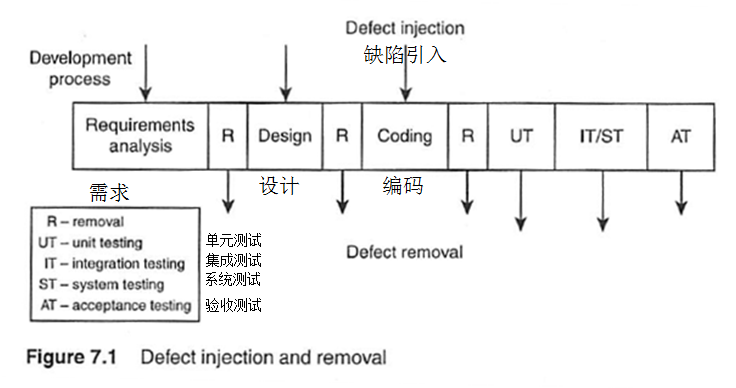 Defect injection
缺陷引入
Development
process
Requirements
analysis
R
Design
R
Coding
R
UT
IT/ST
AT
需求
设计
编码
R – removal
UT – unit testing
IT – integration testing
ST – system testing
AT – acceptance testing
单元测试
集成测试
系统测试
验收测试
Defect removal
Figure 7.1 Defect injection and removal